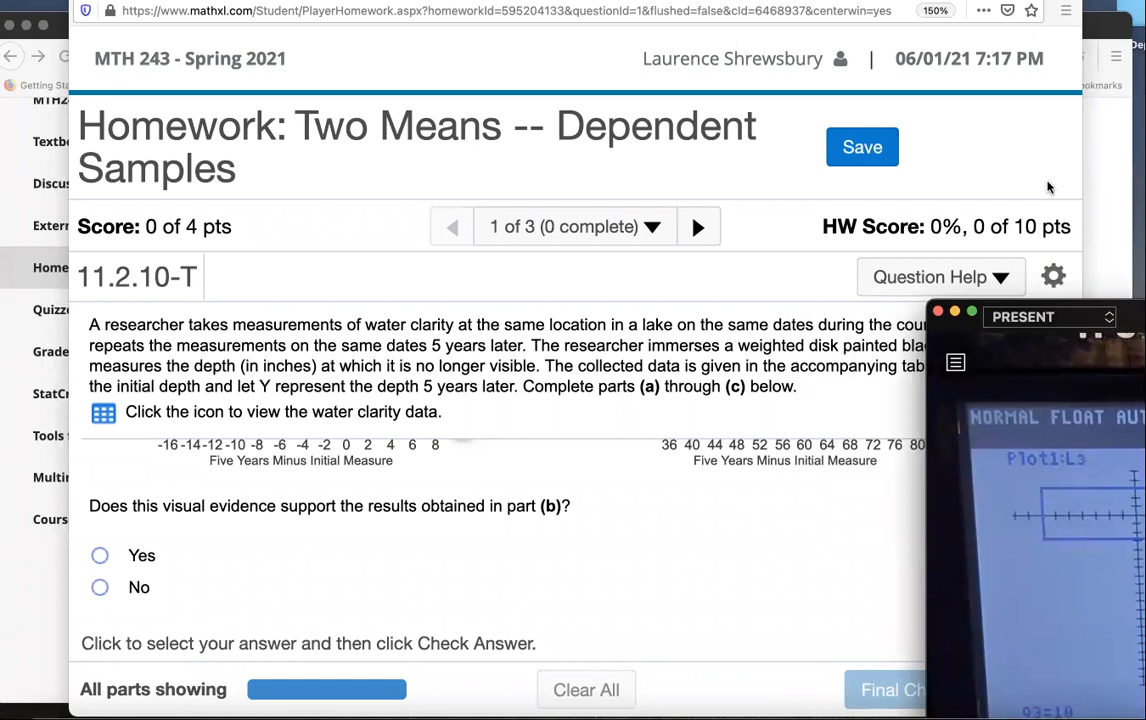 https://www.mathxl.com/Student/PlayerHomework.aspx?homeworkId=595204133&questionId=1&flushed=false&cId=6468937&centerwin=yes
150%
Getting Sta
okmarks
MTH 243 - Spring 2021
Laurence Shrewsbury | 06/01/21 7:17 PM
Homework: Two Means -- Dependent
Samples
Save
MTH2
Textb
Discu
Extern
Home
Quizz
Grade
StatCr
Tools
Multi
Cours
Score: 0 of 4 pts
1 of 3 (0 complete)
HW Score: 0%, 0 of 10 pts
11.2.10-T
Question Help
A researcher takes measurements of water clarity at the same location in a lake on the same dates during the cou
repeats the measurements on the same dates 5 years later. The researcher immerses a weighted disk painted bla
measures the depth (in inches) at which it is no longer visible. The collected data is given in the accompanying tab
the initial depth and let Y represent the depth 5 years later. Complete parts (a) through (c) below.
Click the icon to view the water clarity data.
-16 -14 -12 -10 -8 -6 -4 -2 0 2 4 6 8
Five Years Minus Initial Measure
36 40 44 48 52 56 60 64 68 72 76 80
Five Years Minus Initial Measure
Does this visual evidence support the results obtained in part (b)?
Yes
No
Click to select your answer and then click Check Answer.
All parts showing
Clear All
Final Ch
PRESENT
NORMAL FLOAT AU
Plot1:L3
Q3=10